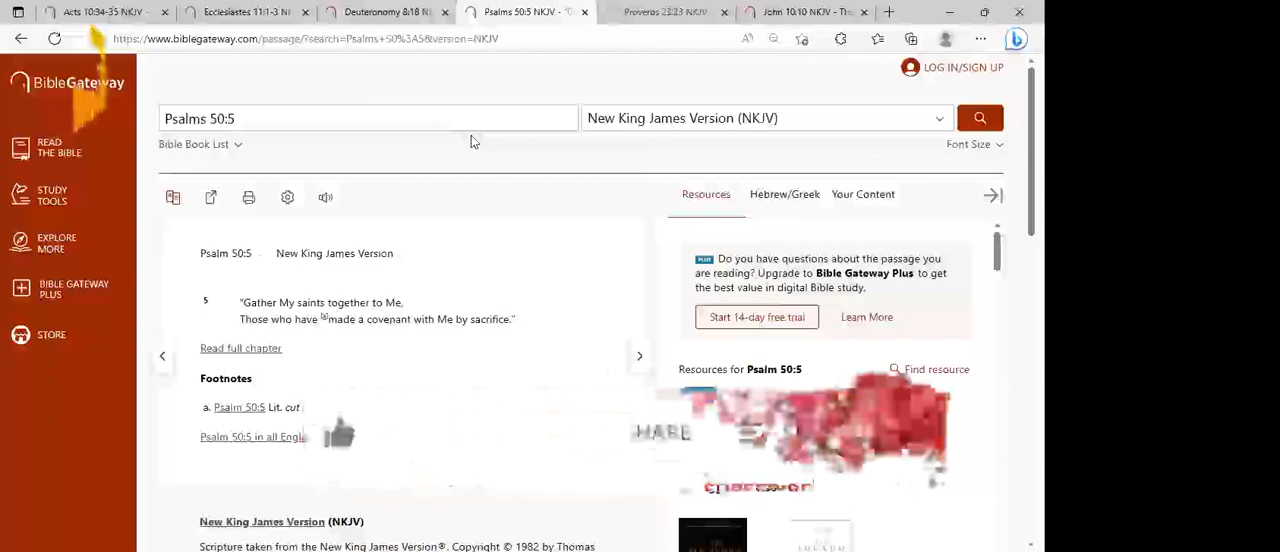 Acts 10:34-35 NKJV -
Ecclesiastes 11:1-3 N
Deuteronomy 8:18 N
Psalms 50:5 NKJV -
Proverbs 23:23 NKJV
John 10:10 NKJV - The
https://www.biblegateway.com/passage/?search=Psalms+50%3A5&version=NKJV
BibleGateway
LOG IN/SIGN UP
Psalms 50:5
New King James Version (NKJV)
Bible Book List
Font Size
READ
THE BIBLE
STUDY
TOOLS
EXPLORE
MORE
BIBLE GATEWAY
PLUS
STORE
Resources
Hebrew/Greek
Your Content
Psalm 50:5
New King James Version
5 "Gather My saints together to Me,
Those who have [a]made a covenant with Me by sacrifice."
Read full chapter
Footnotes
a. Psalm 50:5 Lit. cut
Psalm 50:5 in all Engl
PLUS Do you have questions about the passage you
are reading? Upgrade to Bible Gateway Plus to get
the best value in digital Bible study.
Start 14-day free trial
Learn More
Resources for Psalm 50:5
Find resource
HARE
New King James Version (NKJV)
Scripture taken from the New King James Version®. Copyright © 1982 by Thomas